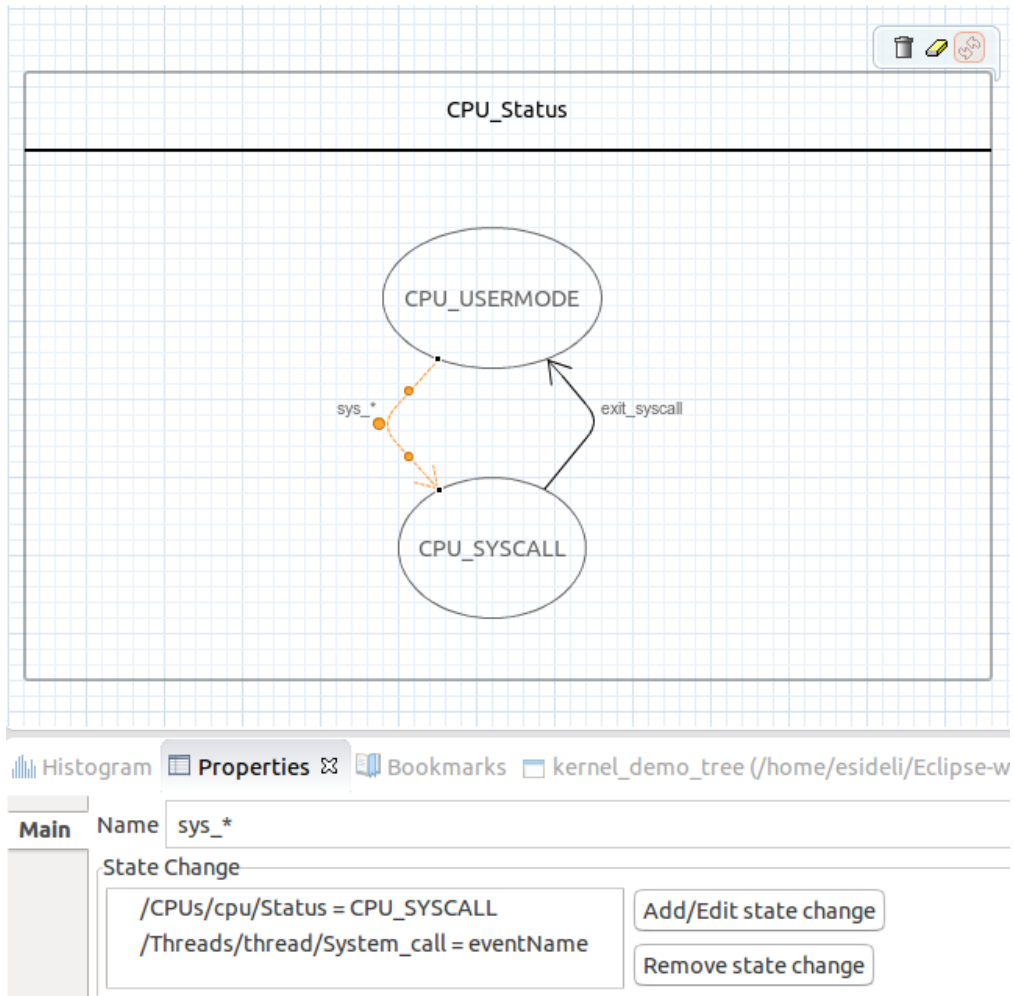 CPU_Status
CPU_USERMODE
sys_*
exit_syscall
CPU_SYSCALL
Histogram Properties Bookmarks kernel_demo_tree (/home/esideli/Eclipse-w
Main Name sys_*
State Change
/CPUs/cpu/Status = CPU_SYSCALL Add/Edit state change
/Threads/thread/System_call = eventName
Remove state change